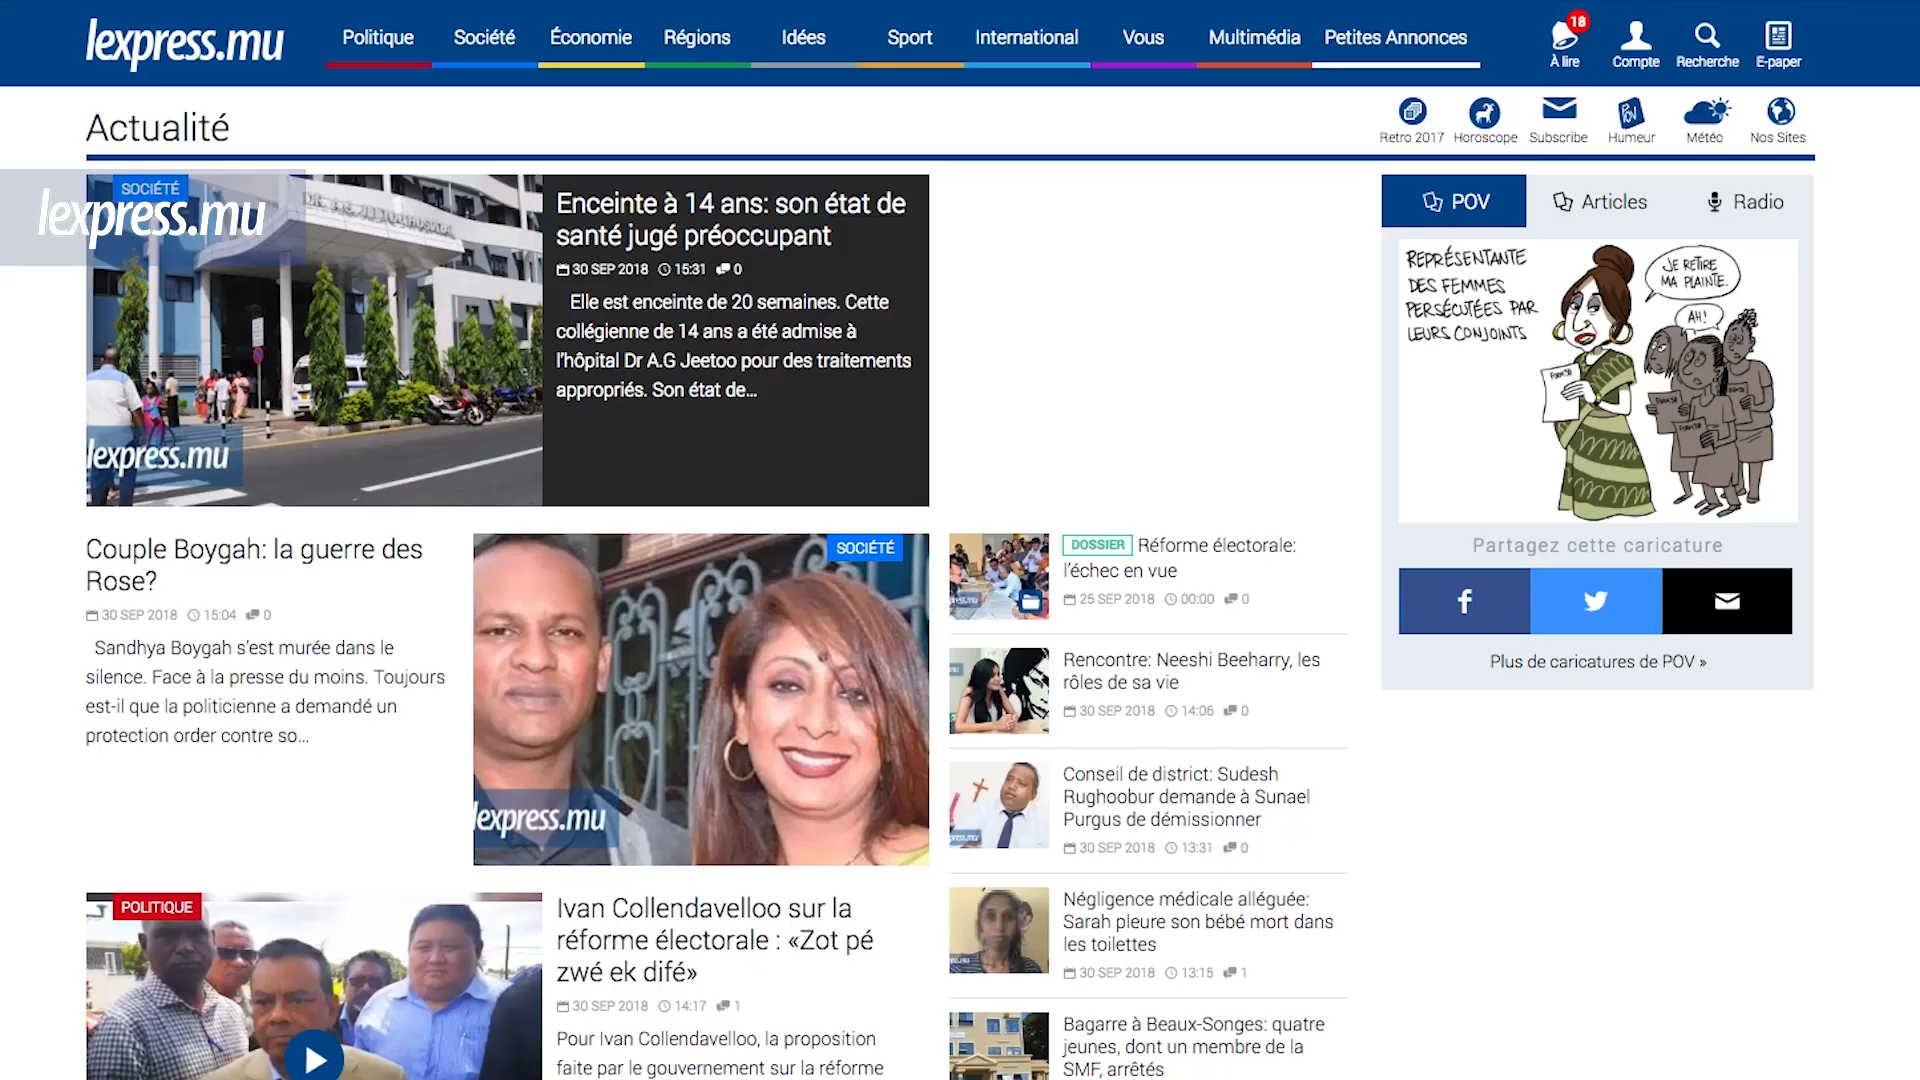 lexpress.mu
Politique Société Économie Régions Idées Sport International Vous Multimédia Petites Annonces
18
À lire Compte Recherche E-paper
Actualité
Retro 2017 Horoscope Subscribe Humeur Météo Nos Sites
SOCIÉTÉ
lexpress.mu
DR. A.G. JEETOO HOSPITAL
lexpress.mu
Enceinte à 14 ans: son état de
santé jugé préoccupant
30 SEP 2018 15:31 0
Elle est enceinte de 20 semaines. Cette
collégienne de 14 ans a été admise à
l'hôpital Dr A.G Jeetoo pour des traitements
appropriés. Son état de...
POV Articles Radio
REPRÉSENTANTE
DES FEMMES
PERSÉCUTÉES PAR
LEURS CONJOINTS
JE RETIRE
MA PLAINTE.
AH!
FORM 58
FORM 58
FORM 58
Partagez cette caricature
Plus de caricatures de POV »
Couple Boygah: la guerre des
Rose?
30 SEP 2018 15:04 0
Sandhya Boygah s'est murée dans le
silence. Face à la presse du moins. Toujours
est-il que la politicienne a demandé un
protection order contre so...
SOCIÉTÉ
lexpress.mu
DOSSIER Réforme électorale:
l'échec en vue
25 SEP 2018 00:00 0
Rencontre: Neeshi Beeharry, les
rôles de sa vie
30 SEP 2018 14:06 0
Conseil de district: Sudesh
Rughoobur demande à Sunael
Purgus de démissionner
30 SEP 2018 13:31 0
Négligence médicale alléguée:
Sarah pleure son bébé mort dans
les toilettes
30 SEP 2018 13:15 1
Bagarre à Beaux-Songes: quatre
jeunes, dont un membre de la
SMF, arrêtés
POLITIQUE
Ivan Collendavelloo sur la
réforme électorale : «Zot pé
zwé ek difé»
30 SEP 2018 14:17 1
Pour Ivan Collendavelloo, la proposition
faite par le gouvernement sur la réforme